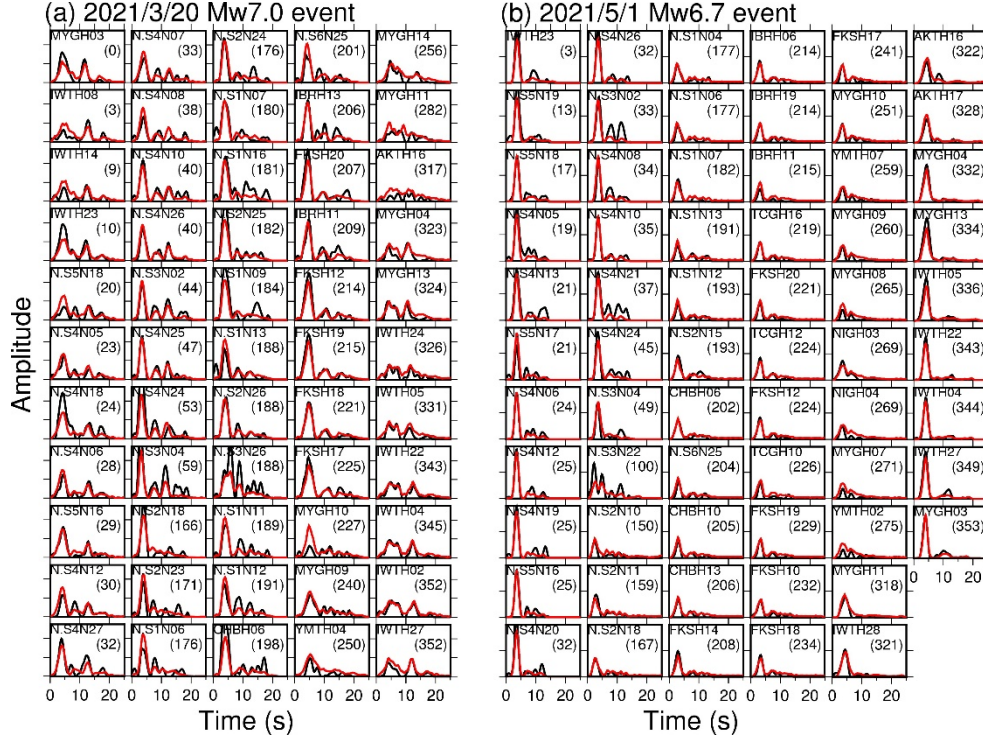 (a) 2021/3/20 Mw7.0 event
(b) 2021/5/1 Mw6.7 event
MYGH03 N.S4N07 N.S2N24 N.S6N25 MYGH14
(0) (33) (176) (201) (256)
IWTH08 N.S4N08 N.S1N07 IBRH13 MYGH11
(3) (38) (180) (206) (282)
IWTH14 N.S4N10 N.S1N16 FKSH20 AKTH16
(9) (40) (181) (207) (317)
IWTH23 N.S4N26 N.S2N25 IBRH11 MYGH04
(10) (40) (182) (209) (323)
N.S5N18 N.S3N02 N.S1N09 FKSH12 MYGH13
(20) (44) (184) (214) (324)
N.S4N05 N.S4N25 N.S1N13 FKSH19 IWTH24
(23) (47) (188) (215) (326)
N.S4N18 N.S4N24 N.S2N26 FKSH18 IWTH05
(24) (53) (188) (221) (331)
N.S4N06 N.S3N04 N.S3N26 FKSH17 IWTH22
(28) (59) (188) (225) (343)
N.S5N16 N.S2N18 N.S1N11 MYGH10 IWTH04
(29) (166) (189) (227) (345)
N.S4N12 N.S2N23 N.S1N12 MYGH09 IWTH02
(30) (171) (191) (240) (352)
N.S4N27 N.S1N06 CHBH06 YMTH04 IWTH27
(32) (176) (198) (250) (352)
0 10 20 0 10 20 0 10 20 0 10 20 0 10 20
Time (s)
Amplitude
IWTH23 N.S4N26 N.S1N04 IBRH06 FKSH17 AKTH16
(3) (32) (177) (214) (241) (322)
N.S5N19 N.S3N02 N.S1N06 IBRH19 MYGH10 AKTH17
(13) (33) (177) (214) (251) (328)
N.S5N18 N.S4N08 N.S1N07 IBRH11 YMTH07 MYGH04
(17) (34) (182) (215) (259) (332)
N.S4N05 N.S4N10 N.S1N13 TCGH16 MYGH09 MYGH13
(19) (35) (191) (219) (260) (334)
N.S4N13 N.S4N21 N.S1N12 FKSH20 MYGH08 IWTH05
(21) (37) (193) (221) (265) (336)
N.S5N17 N.S4N24 N.S2N15 TCGH12 NIGH03 IWTH22
(21) (45) (193) (224) (269) (343)
N.S4N06 N.S3N04 CHBH06 FKSH12 NIGH04 IWTH04
(24) (49) (202) (224) (269) (344)
N.S4N12 N.S3N22 N.S6N25 TCGH10 MYGH07 IWTH27
(25) (100) (204) (226) (271) (349)
N.S4N19 N.S2N10 CHBH10 FKSH19 YMTH02 MYGH03
(25) (150) (205) (229) (275) (353)
N.S5N16 N.S2N11 CHBH13 FKSH10 MYGH11
(25) (159) (206) (232) (318)
0 10 20
N.S4N20 N.S2N18 FKSH14 FKSH18 IWTH28
(32) (167) (208) (234) (321)
0 10 20 0 10 20 0 10 20 0 10 20 0 10 20
Time (s)